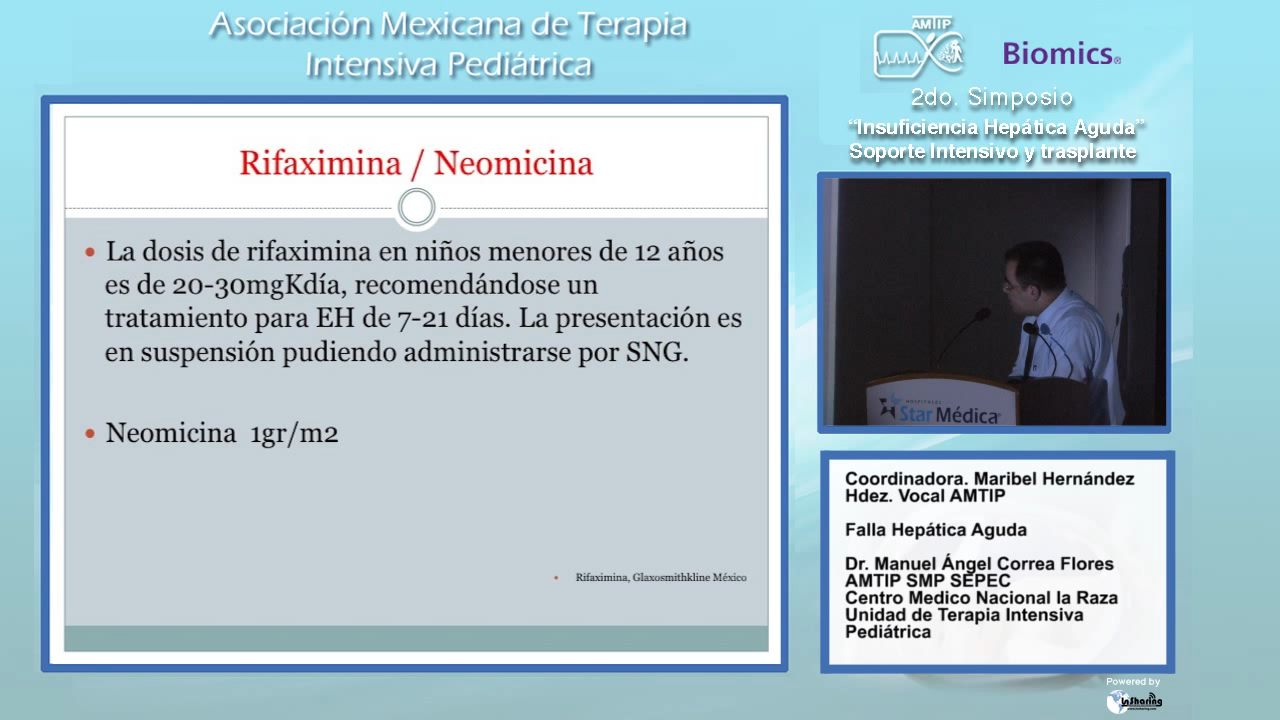 Asociación Mexicana de Terapia
Intensiva Pediátrica
Rifaximina / Neomicina
• La dosis de rifaximina en niños menores de 12 años
es de 20-30mgKdía, recomendándose un
tratamiento para EH de 7-21 días. La presentación es
en suspensión pudiendo administrarse por SNG.
• Neomicina 1gr/m2
• Rifaximina, Glaxosmithkline México
AMTIP
Biomics®
2do. Simposio
“Insuficiencia Hepática Aguda”
Soporte Intensivo y trasplante
HOSPITALES
Star Médica
Coordinadora. Maribel Hernández
Hdez. Vocal AMTIP
Falla Hepática Aguda
Dr. Manuel Ángel Correa Flores
AMTIP SMP SEPEC
Centro Medico Nacional la Raza
Unidad de Terapia Intensiva
Pediátrica
Powered by
InSharing